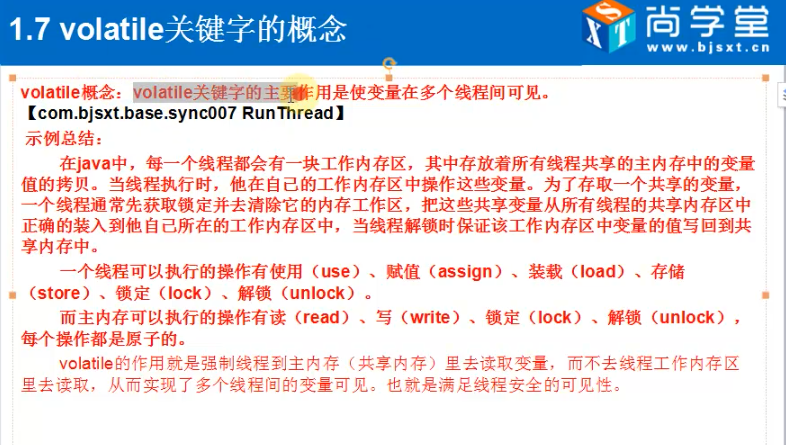 1.7 volatile关键字的概念
SXT
尚学堂
www.bjsxt.cn
volatile概念：volatile关键字的主要作用是使变量在多个线程间可见。
【com.bjsxt.base.sync007 RunThread】
示例总结：
在java中，每一个线程都会有一块工作内存区，其中存放着所有线程共享的主内存中的变量
值的拷贝。当线程执行时，他在自己的工作内存区中操作这些变量。为了存取一个共享的变量，
一个线程通常先获取锁定并去清除它的内存工作区，把这些共享变量从所有线程的共享内存区中
正确的装入到他自己所在的工作内存区中，当线程解锁时保证该工作内存区中变量的值写回到共
享内存中。
一个线程可以执行的操作有使用（use）、赋值（assign）、装载（load）、存储
（store）、锁定（lock）、解锁（unlock）。
而主内存可以执行的操作有读（read）、写（write）、锁定（lock）、解锁（unlock），
每个操作都是原子的。
volatile的作用就是强制线程到主内存（共享内存）里去读取变量，而不去线程工作内存区
里去读取，从而实现了多个线程间的变量可见。也就是满足线程安全的可见性。